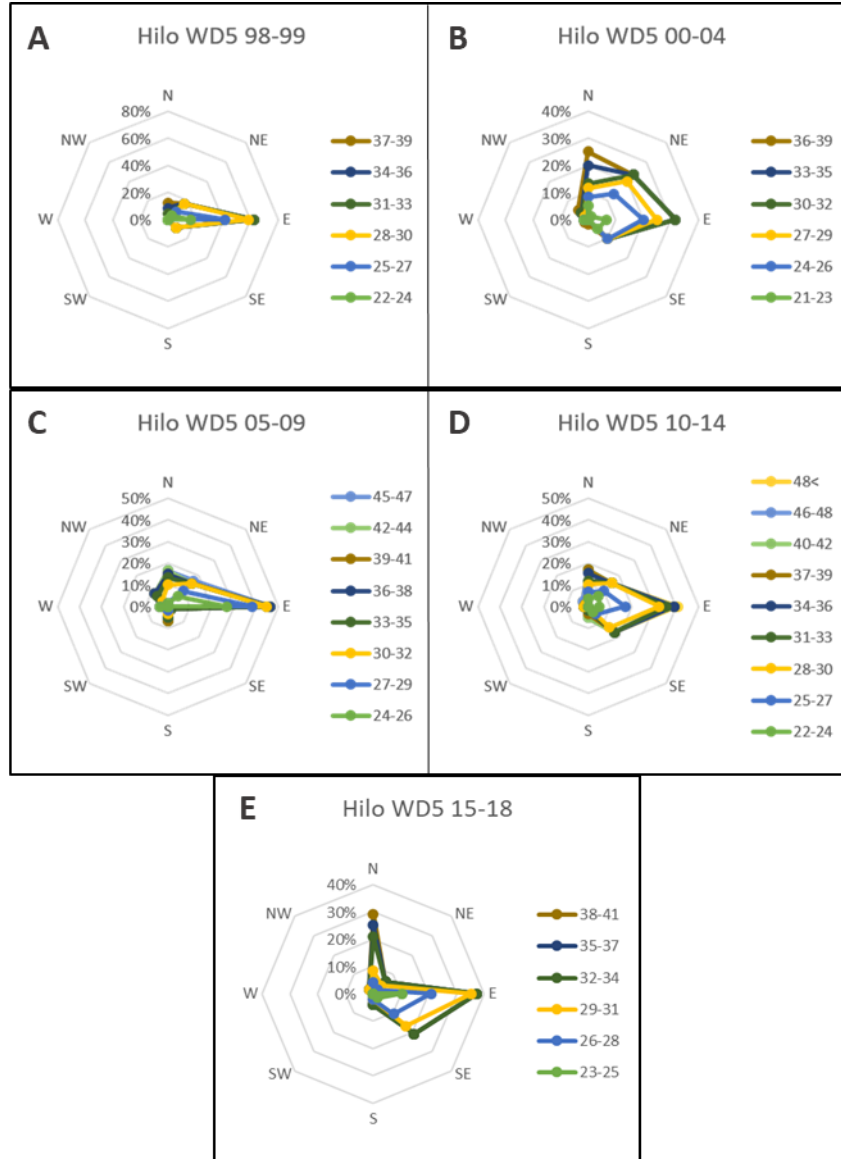 A
Hilo WD5 98-99
N
NE
E
SE
S
SW
W
NW
80%
60%
40%
20%
0%
37-39
34-36
31-33
28-30
25-27
22-24
B
Hilo WD5 00-04
N
NE
E
SE
S
SW
W
NW
40%
30%
20%
10%
0%
36-39
33-35
30-32
27-29
24-26
21-23
C
Hilo WD5 05-09
N
NE
E
SE
S
SW
W
NW
50%
40%
30%
20%
10%
0%
45-47
42-44
39-41
36-38
33-35
30-32
27-29
24-26
D
Hilo WD5 10-14
N
NE
E
SE
S
SW
W
NW
50%
40%
30%
20%
10%
0%
48<
46-48
40-42
37-39
34-36
31-33
28-30
25-27
22-24
E
Hilo WD5 15-18
N
NE
E
SE
S
SW
W
NW
40%
30%
20%
10%
0%
38-41
35-37
32-34
29-31
26-28
23-25